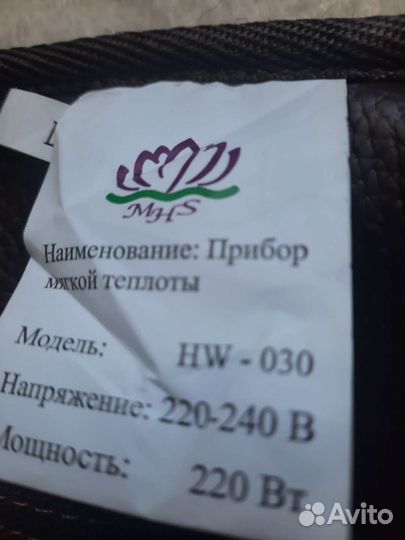 MHS
Наименование: Прибор
мягкой теплоты
Модель: HW - 030
Напряжение: 220-240 В
Мощность: 220 Вт.
Avito